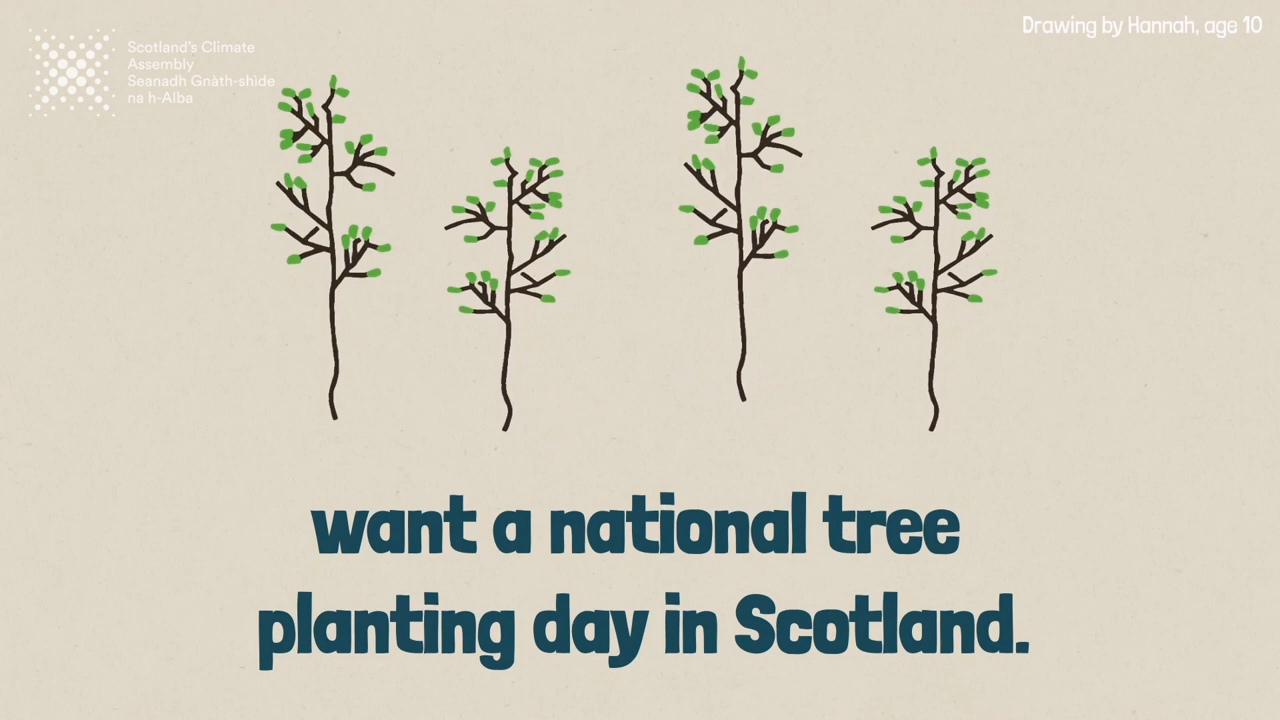 Scotland's Climate
Assembly
Seanadh Gnàth-shìde
na h-Alba
Drawing by Hannah, age 10
want a national tree
planting day in Scotland.